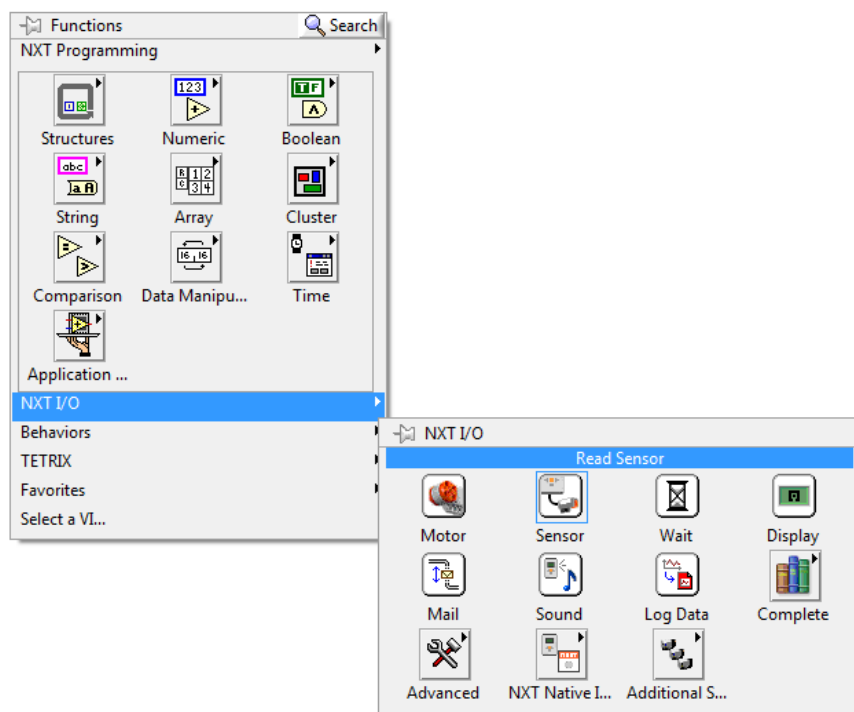 Functions
Search
NXT Programming
123
TF
Structures
Numeric
Boolean
abc
String
Array
Cluster
Comparison
Data Manipu...
Time
Application ...
NXT I/O
Behaviors
TETRIX
Favorites
Select a VI...
NXT I/O
Read Sensor
Motor
Sensor
Wait
Display
Mail
Sound
Log Data
Complete
Advanced
NXT Native I...
Additional S...